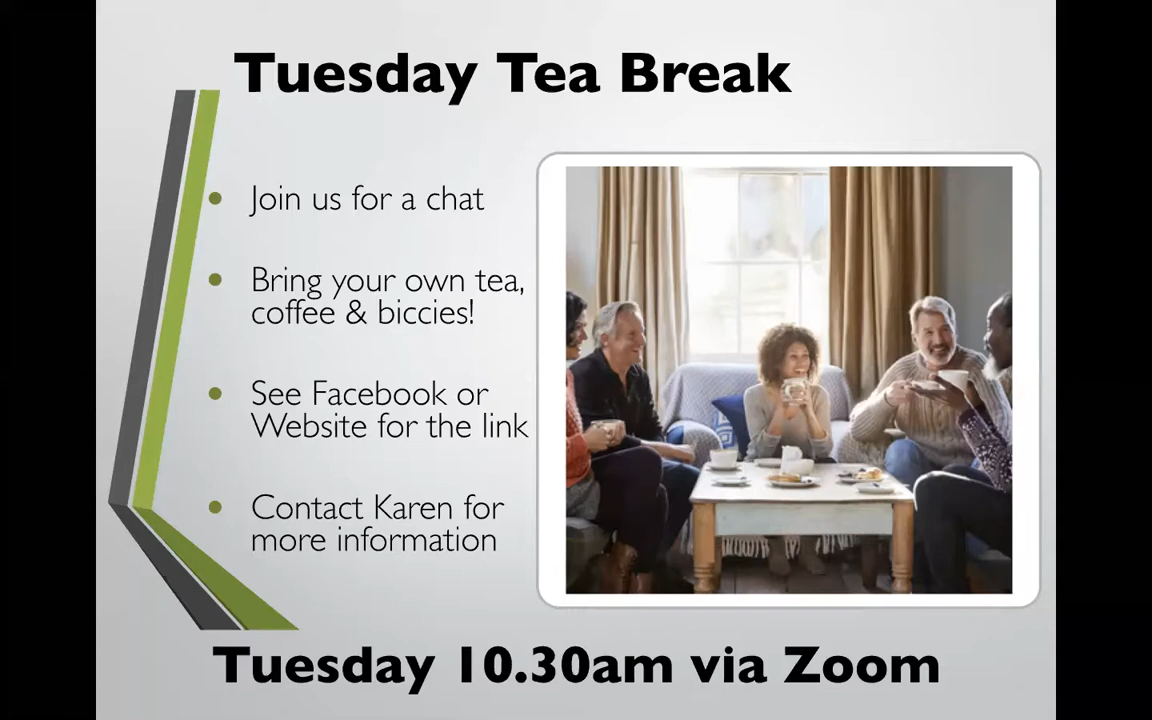 Tuesday Tea Break
Join us for a chat
Bring your own tea,
coffee & biccies!
See Facebook or
Website for the link
Contact Karen for
more information
Tuesday 10.30am via Zoom